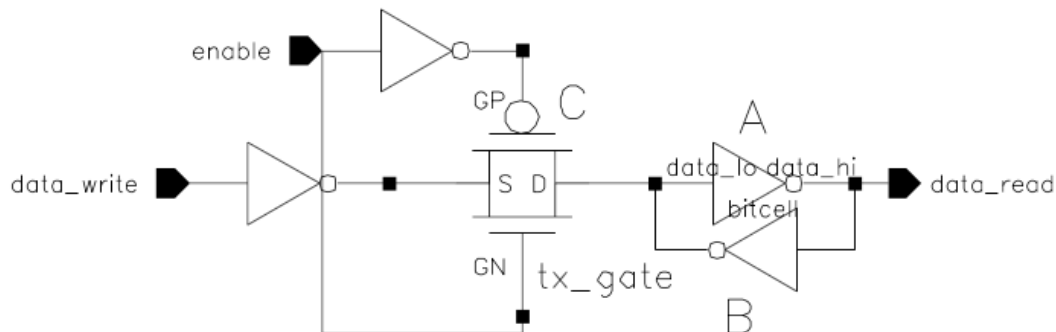 enable
GP
C
A
data_write
S D
data_lo data_hi
data_read
bitcell
GN
tx_gate
B